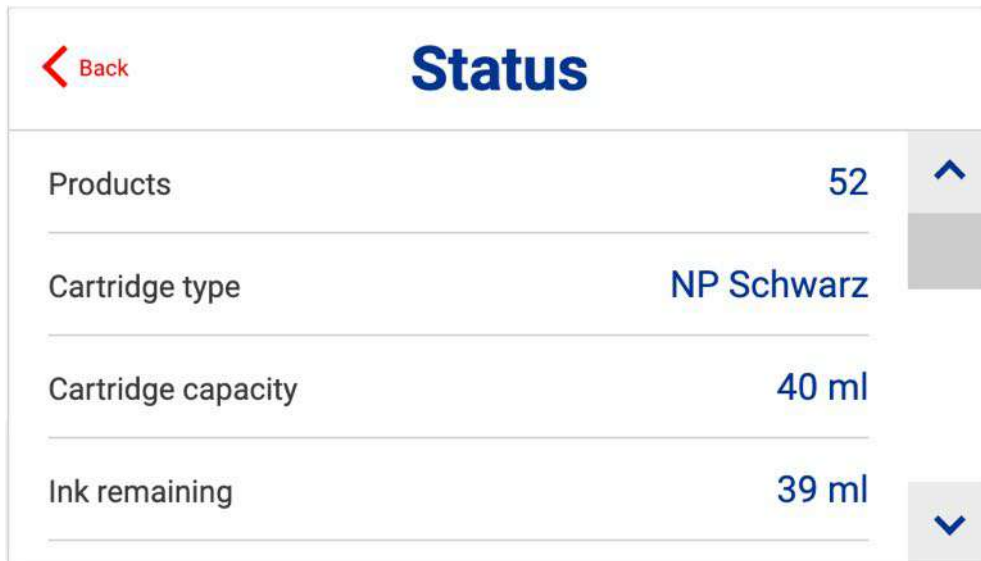 Back
Status
Products 52
Cartridge type NP Schwarz
Cartridge capacity 40 ml
Ink remaining 39 ml